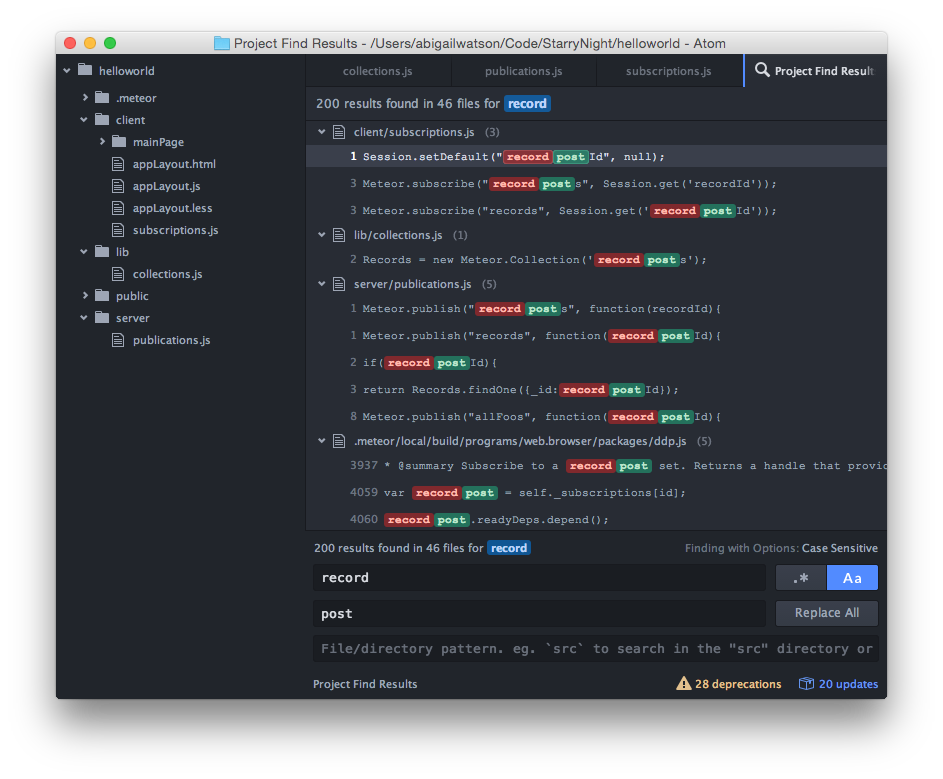 Project Find Results - /Users/abigailwatson/Code/StarryNight/helloworld - Atom
helloworld
.meteor
client
mainPage
appLayout.html
appLayout.js
appLayout.less
subscriptions.js
lib
collections.js
public
server
publications.js
collections.js publications.js subscriptions.js Project Find Result
200 results found in 46 files for record
client/subscriptions.js (3)
1 Session.setDefault("recordpostId", null);
3 Meteor.subscribe("recordposts", Session.get('recordId'));
3 Meteor.subscribe("records", Session.get('recordpostId'));
lib/collections.js (1)
2 Records = new Meteor.Collection('recordposts');
server/publications.js (5)
1 Meteor.publish("recordposts", function(recordId){
1 Meteor.publish("records", function(recordpostId){
2 if(recordpostId){
3 return Records.findOne({_id:recordpostId});
8 Meteor.publish("allFoos", function(recordpostId){
.meteor/local/build/programs/web.browser/packages/ddp.js (5)
3937 * @summary Subscribe to a recordpost set. Returns a handle that provi
4059 var recordpost = self._subscriptions[id];
4060 recordpost.readyDeps.depend();
200 results found in 46 files for record Finding with Options: Case Sensitive
record .* Aa
post Replace All
File/directory pattern. eg. `src` to search in the "src" directory or
Project Find Results 28 deprecations 20 updates